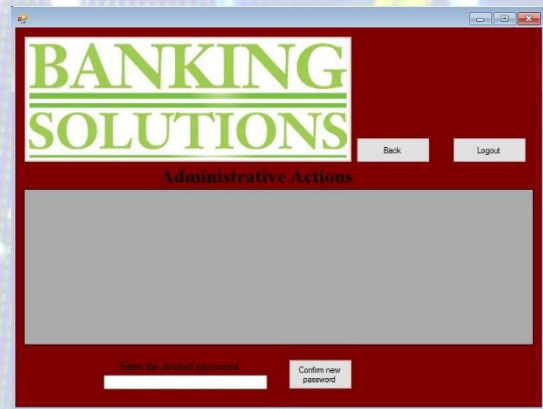 BANKING
SOLUTIONS
Back
Logout
Administrative Actions
Enter the desired password
Confirm new
password